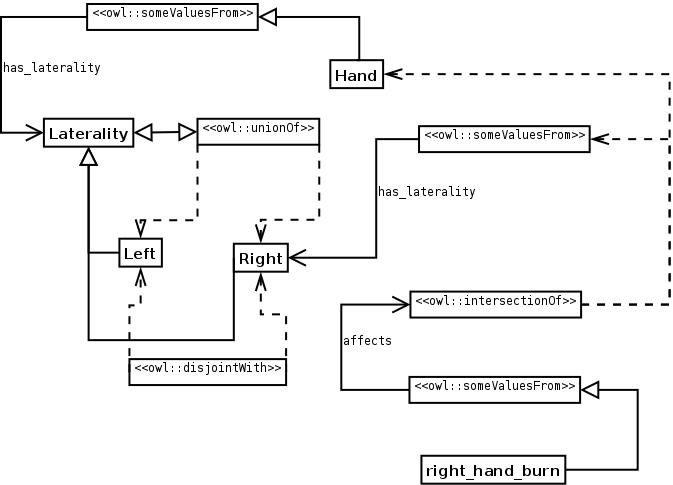 <<owl::someValuesFrom>>
has_laterality
Hand
Laterality
<<owl::unionOf>>
<<owl::someValuesFrom>>
has_laterality
Left
Right
<<owl::intersectionOf>>
affects
<<owl::disjointWith>>
<<owl::someValuesFrom>>
right_hand_burn